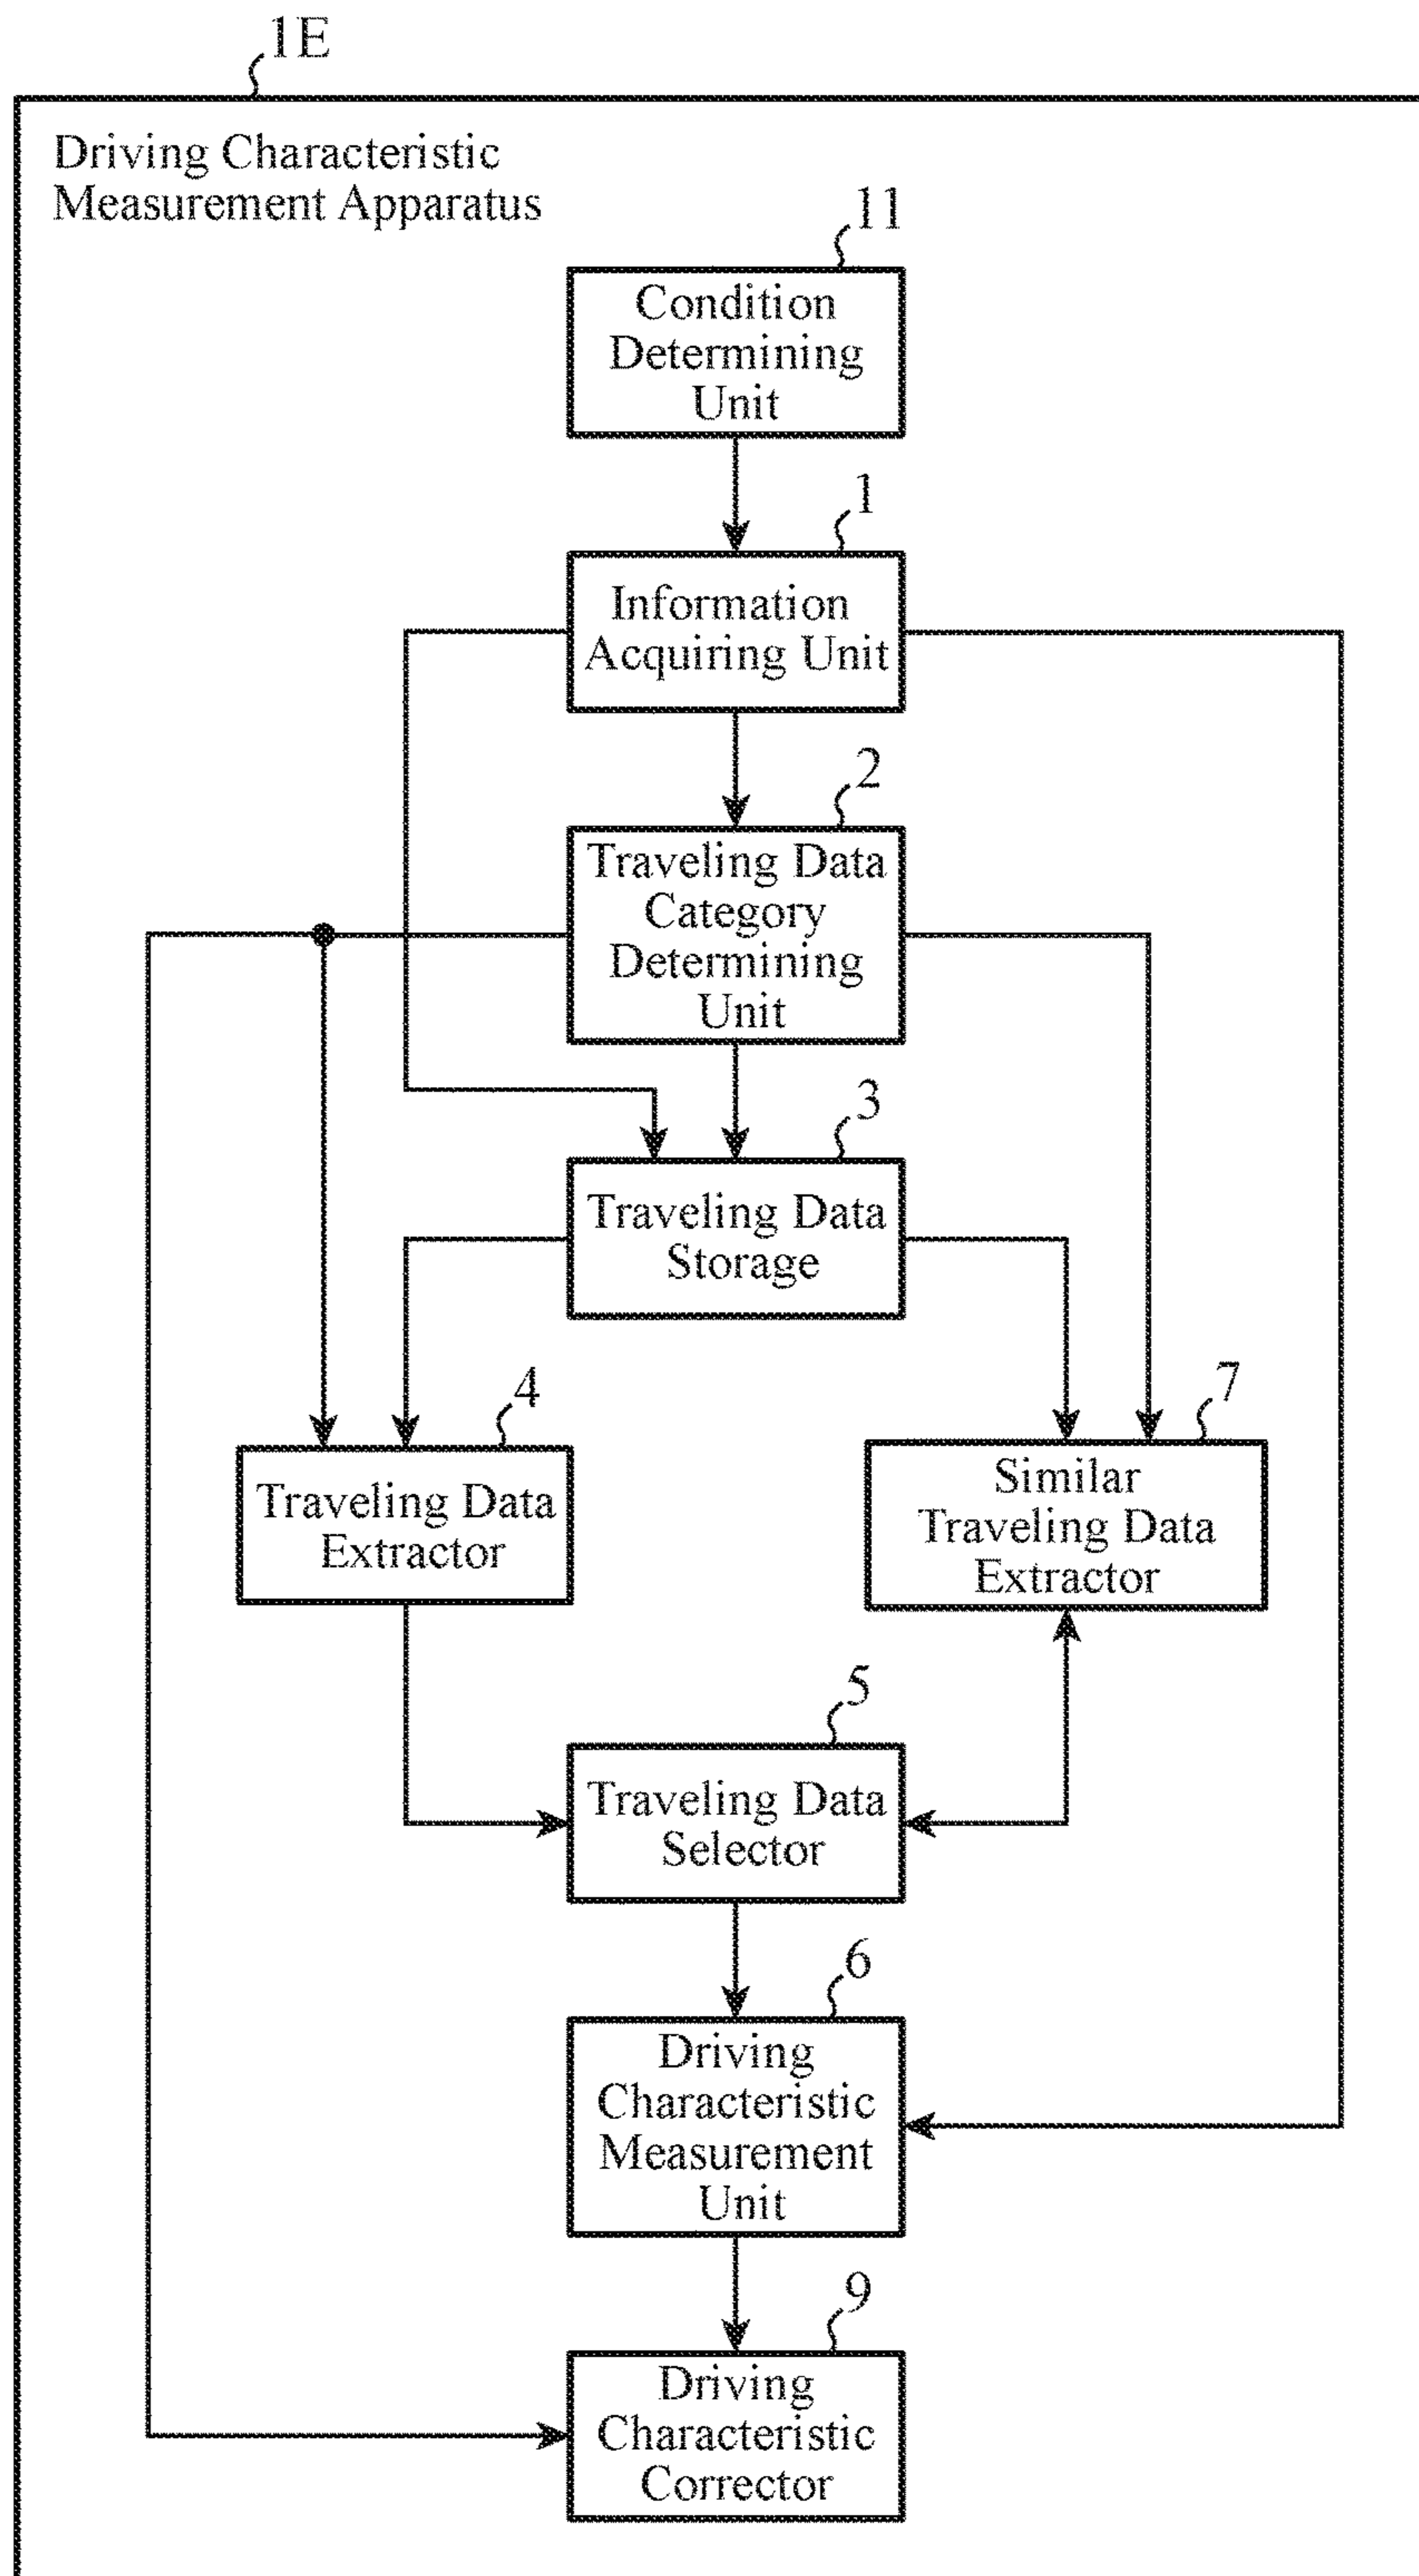 1E
Driving Characteristic
Measurement Apparatus
11
Condition
Determining
Unit
1
Information
Acquiring Unit
2
Traveling Data
Category
Determining
Unit
3
Traveling Data
Storage
4
Traveling Data
Extractor
7
Similar
Traveling Data
Extractor
5
Traveling Data
Selector
6
Driving
Characteristic
Measurement
Unit
9
Driving
Characteristic
Corrector